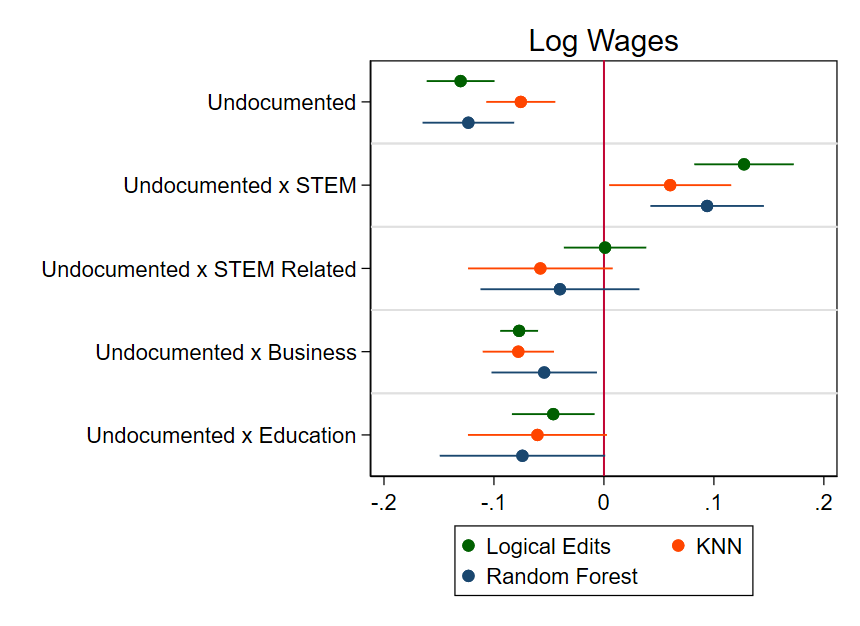 Log Wages
Undocumented
Undocumented x STEM
Undocumented x STEM Related
Undocumented x Business
Undocumented x Education
-.2 -.1 0 .1 .2
Logical Edits KNN
Random Forest